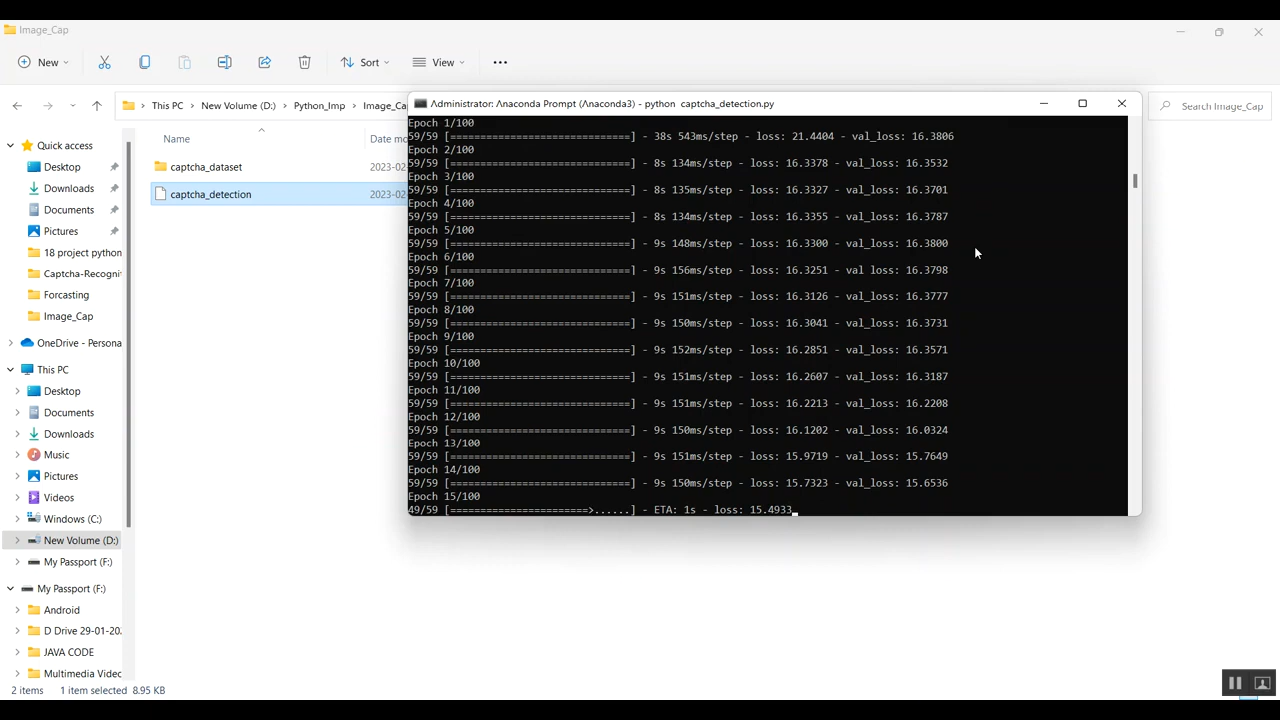 Image_Cap
New
Sort
View
This PC > New Volume (D:) > Python_Imp > Image_Ca
Search Image_Cap
Quick access
Desktop
Downloads
Documents
Pictures
18 project python
Captcha-Recognit
Forcasting
Image_Cap
OneDrive - Persona
This PC
Desktop
Documents
Downloads
Music
Pictures
Videos
Windows (C:)
New Volume (D:)
My Passport (F:)
My Passport (F:)
Android
D Drive 29-01-202
JAVA CODE
Multimedia Videc
Name
Date mo
captcha_dataset
2023-02
captcha_detection
2023-02
Administrator: Anaconda Prompt (Anaconda3) - python captcha_detection.py
Epoch 1/100
59/59 [==============================] - 38s 543ms/step - loss: 21.4404 - val_loss: 16.3806
Epoch 2/100
59/59 [==============================] - 8s 134ms/step - loss: 16.3378 - val_loss: 16.3532
Epoch 3/100
59/59 [==============================] - 8s 135ms/step - loss: 16.3327 - val_loss: 16.3701
Epoch 4/100
59/59 [==============================] - 8s 134ms/step - loss: 16.3355 - val_loss: 16.3787
Epoch 5/100
59/59 [==============================] - 9s 148ms/step - loss: 16.3300 - val_loss: 16.3800
Epoch 6/100
59/59 [==============================] - 9s 156ms/step - loss: 16.3251 - val_loss: 16.3798
Epoch 7/100
59/59 [==============================] - 9s 151ms/step - loss: 16.3126 - val_loss: 16.3777
Epoch 8/100
59/59 [==============================] - 9s 150ms/step - loss: 16.3041 - val_loss: 16.3731
Epoch 9/100
59/59 [==============================] - 9s 152ms/step - loss: 16.2851 - val_loss: 16.3571
Epoch 10/100
59/59 [==============================] - 9s 151ms/step - loss: 16.2607 - val_loss: 16.3187
Epoch 11/100
59/59 [==============================] - 9s 151ms/step - loss: 16.2213 - val_loss: 16.2208
Epoch 12/100
59/59 [==============================] - 9s 150ms/step - loss: 16.1202 - val_loss: 16.0324
Epoch 13/100
59/59 [==============================] - 9s 151ms/step - loss: 15.9719 - val_loss: 15.7649
Epoch 14/100
59/59 [==============================] - 9s 150ms/step - loss: 15.7323 - val_loss: 15.6536
Epoch 15/100
49/59 [=======================>......] - ETA: 1s - loss: 15.4933
2 items 1 item selected 8.95 KB